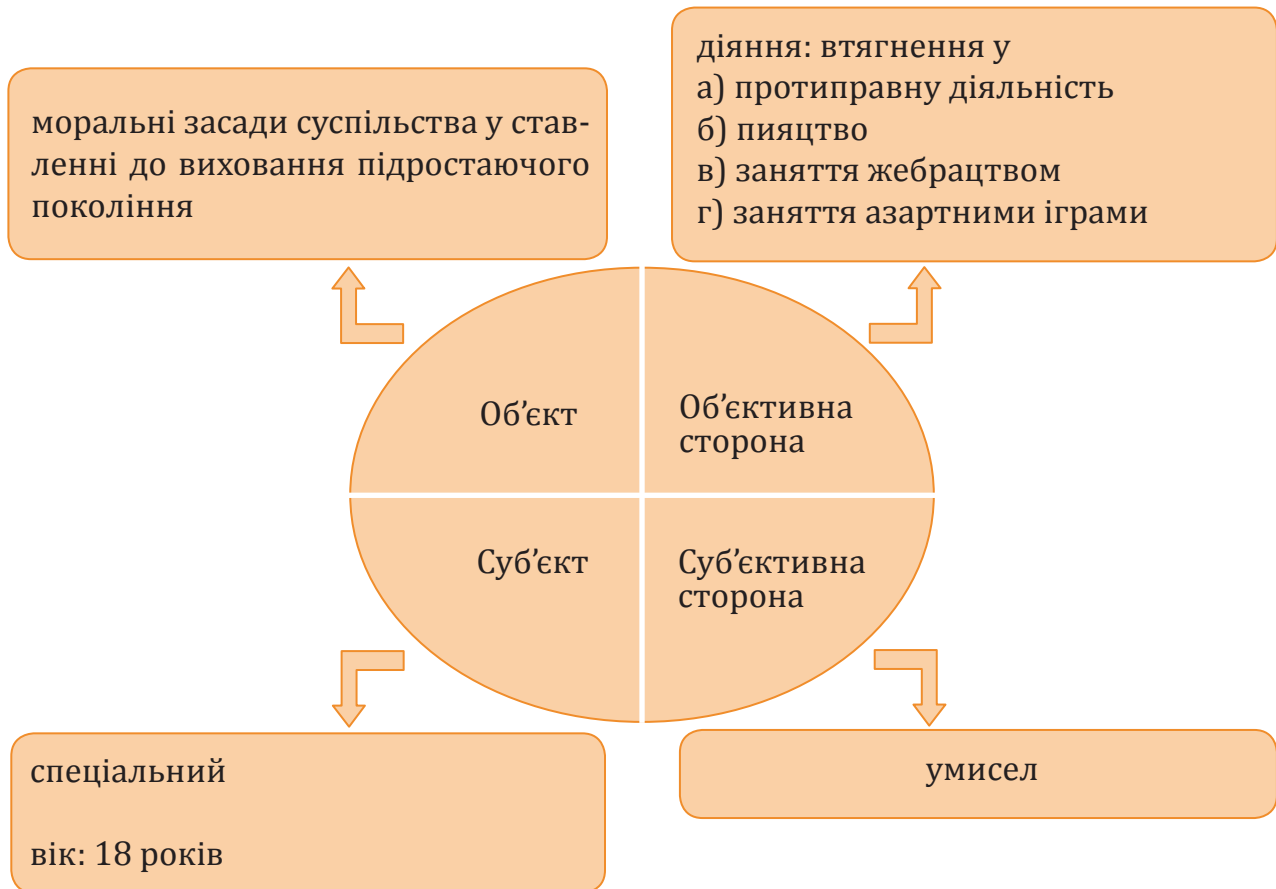 моральні засади суспільства у став-
ленні до виховання підростаючого
покоління
діяння: втягнення у
а) протиправну діяльність
б) пияцтво
в) заняття жебрацтвом
г) заняття азартними іграми
Об’єкт
Об’єктивна
сторона
Суб’єкт
Суб’єктивна
сторона
спеціальний
вік: 18 років
умисел